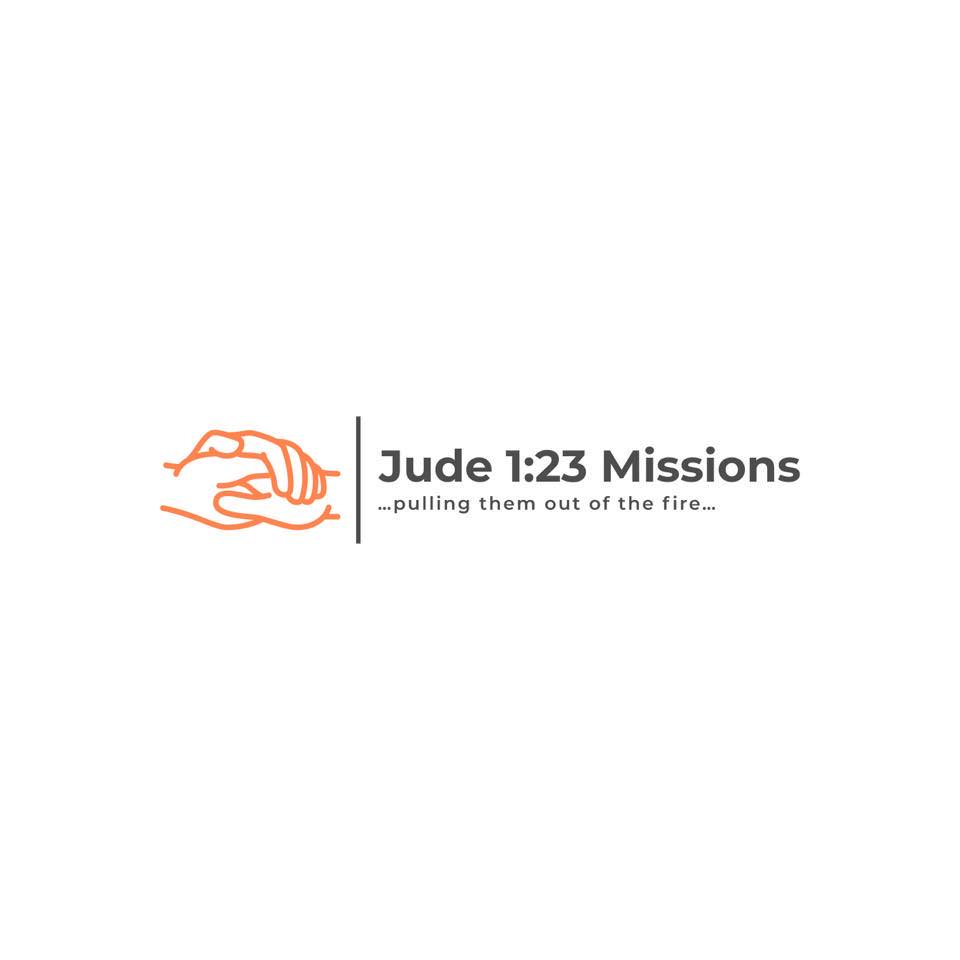 Jude 1:23 Missions
...pulling them out of the fire...